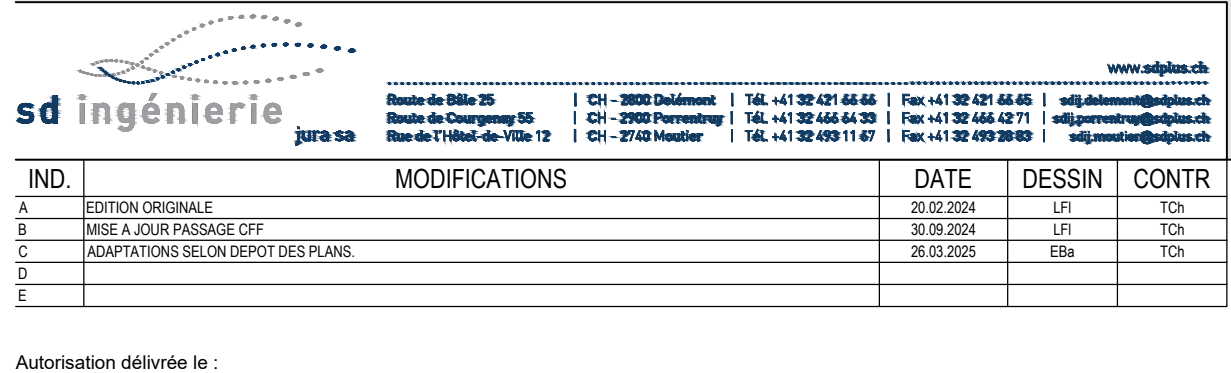 www.sdplus.ch
sd ingénierie
jura sa
Route de Bâle 25 | CH - 2800 Delémont | Tél. +41 32 421 66 66 | Fax +41 32 421 66 65 | sdij.delemont@sdplus.ch
Route de Courgenay 55 | CH - 2900 Porrentruy | Tél. +41 32 466 64 33 | Fax +41 32 466 42 71 | sdij.porrentruy@sdplus.ch
Rue de l'Hôtel-de-Ville 12 | CH - 2740 Moutier | Tél. +41 32 493 11 67 | Fax +41 32 493 28 83 | sdij.moutier@sdplus.ch
IND. MODIFICATIONS DATE DESSIN CONTR
A EDITION ORIGINALE 20.02.2024 LFI TCh
B MISE A JOUR PASSAGE CFF 30.09.2024 LFI TCh
C ADAPTATIONS SELON DEPOT DES PLANS. 26.03.2025 EBa TCh
D
E
Autorisation délivrée le :